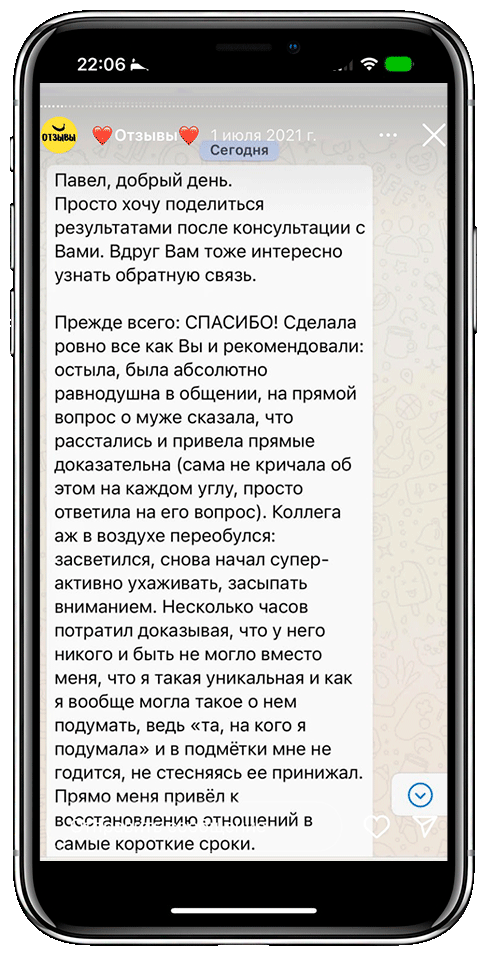 22:06
ОТЗЫВЫ
❤️Отзывы❤️ 1 июля 2021 г.
Сегодня
Павел, добрый день.
Просто хочу поделиться
результатами после консультации с
Вами. Вдруг Вам тоже интересно
узнать обратную связь.
Прежде всего: СПАСИБО! Сделала
ровно все как Вы и рекомендовали:
остыла, была абсолютно
равнодушна в общении, на прямой
вопрос о муже сказала, что
расстались и привела прямые
доказательна (сама не кричала об
этом на каждом углу, просто
ответила на его вопрос). Коллега
аж в воздухе переобулся:
засветился, снова начал супер-
активно ухаживать, засыпать
вниманием. Несколько часов
потратил доказывая, что у него
никого и быть не могло вместо
меня, что я такая уникальная и как
я вообще могла такое о нем
подумать, ведь «та, на кого я
подумала» и в подмётки мне не
годится, не стесняясь ее принижал.
Прямо меня привёл к
восстановлению отношений в
самые короткие сроки.